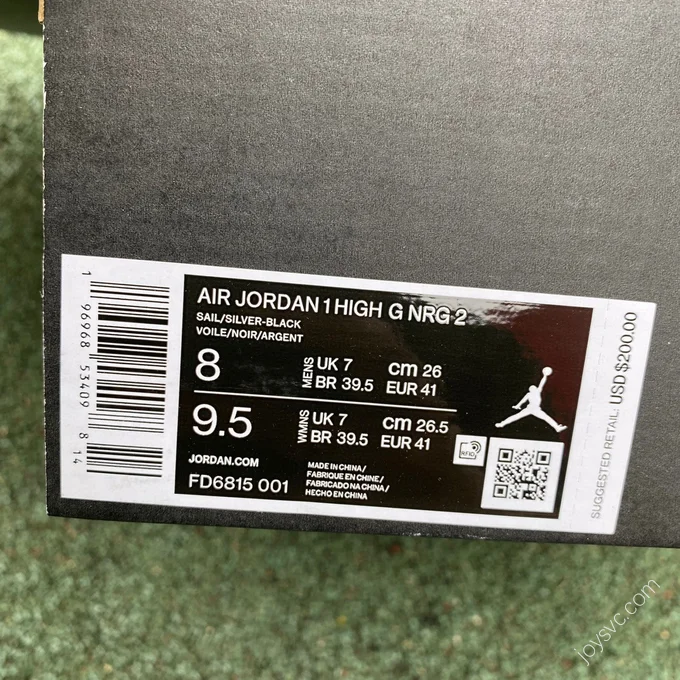 AIR JORDAN 1 HIGH G NRG 2
SAIL/SILVER-BLACK
VOILE/NOIR/ARGENT
8
MENS
UK 7
cm 26
BR 39.5
EUR 41
9.5
WMNS
UK 7
cm 26.5
BR 39.5
EUR 41
JORDAN.COM
FD6815 001
MADE IN CHINA/
FABRIQUE EN CHINE/
FABRICADO NA CHINA/
HECHO EN CHINA
RFID
1 96968 53409 8 14
SUGGESTED RETAIL: USD $200.00
joysvc.com